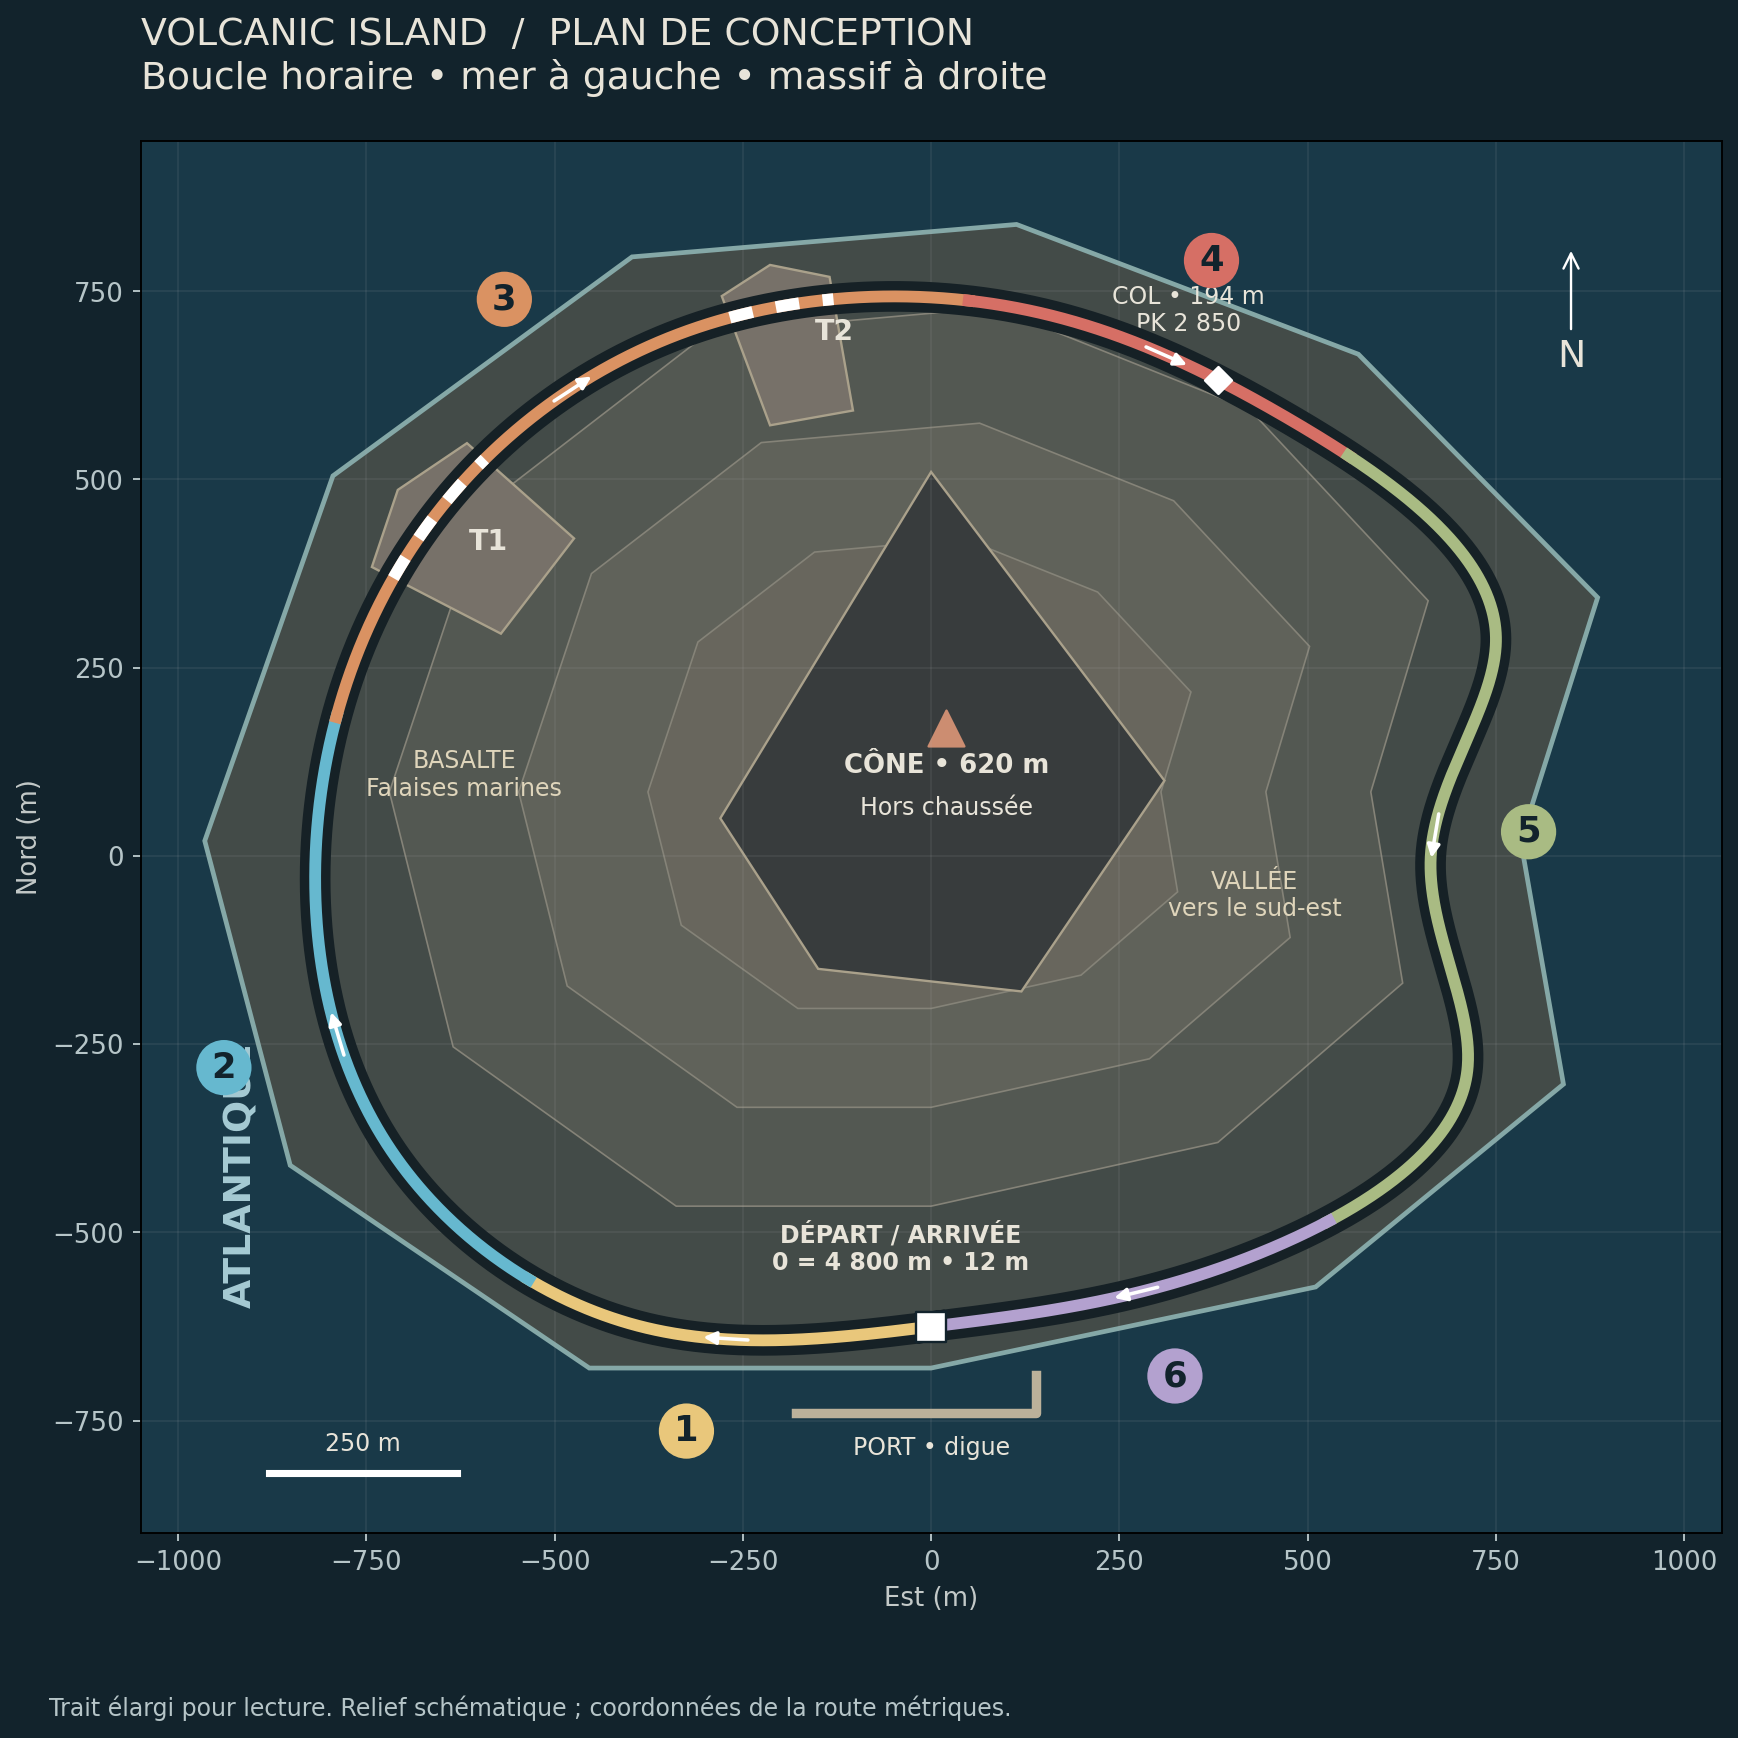 VOLCANIC ISLAND / PLAN DE CONCEPTION
Boucle horaire • mer à gauche • massif à droite
4
COL • 194 m
PK 2 850
3
N
T2
T1
CÔNE • 620 m
Hors chaussée
BASALTE
Falaises marines
5
VALLÉE
vers le sud-est
2
ATLANTIQUE
DÉPART / ARRIVÉE
0 = 4 800 m • 12 m
6
1
PORT • digue
250 m
750
500
250
0
−250
−500
−750
Nord (m)
−1000
−750
−500
−250
0
250
500
750
1000
Est (m)
Trait élargi pour lecture. Relief schématique ; coordonnées de la route métriques.